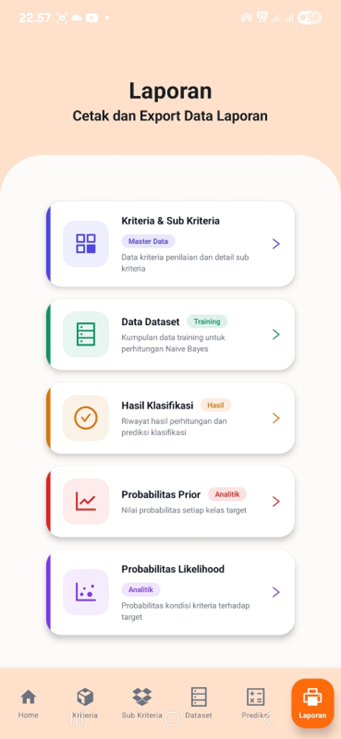 22.57
Laporan
Cetak dan Export Data Laporan
Kriteria & Sub Kriteria
Master Data
Data kriteria penilaian dan detail sub
kriteria
Data Dataset Training
Kumpulan data training untuk
perhitungan Naive Bayes
Hasil Klasifikasi Hasil
Riwayat hasil perhitungan dan
prediksi klasifikasi
Probabilitas Prior Analitik
Nilai probabilitas setiap kelas target
Probabilitas Likelihood
Analitik
Probabilitas kondisi kriteria terhadap
target
Home Kriteria Sub Kriteria Dataset Prediksi Laporan